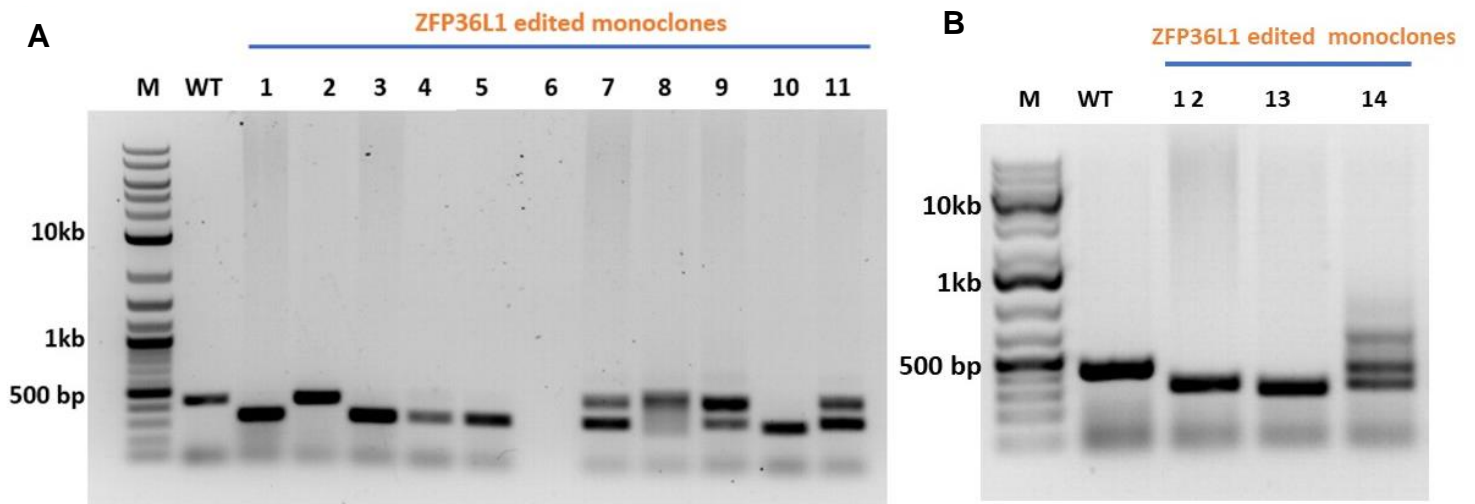 A
ZFP36L1 edited monoclones
M WT 1 2 3 4 5 6 7 8 9 10 11
10kb
1kb
500 bp
B
ZFP36L1 edited  monoclones
M WT 1 2 13 14
10kb
1kb
500 bp